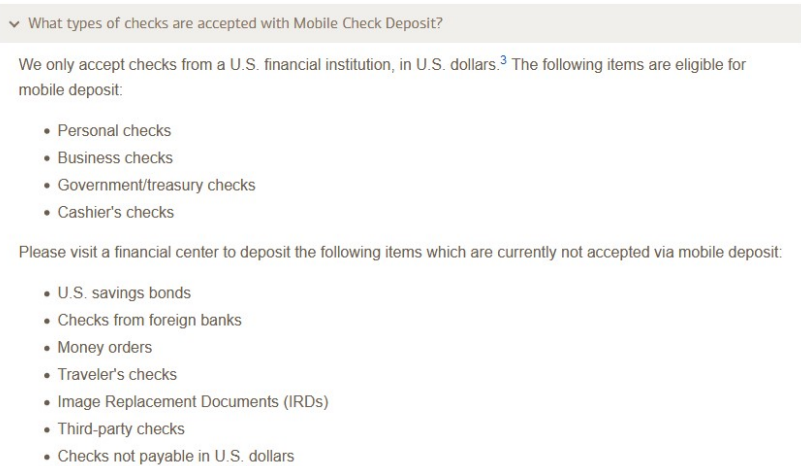 What types of checks are accepted with Mobile Check Deposit?
We only accept checks from a U.S. financial institution, in U.S. dollars.3 The following items are eligible for
mobile deposit:
• Personal checks
• Business checks
• Government/treasury checks
• Cashier's checks
Please visit a financial center to deposit the following items which are currently not accepted via mobile deposit:
• U.S. savings bonds
• Checks from foreign banks
• Money orders
• Traveler's checks
• Image Replacement Documents (IRDs)
• Third-party checks
• Checks not payable in U.S. dollars